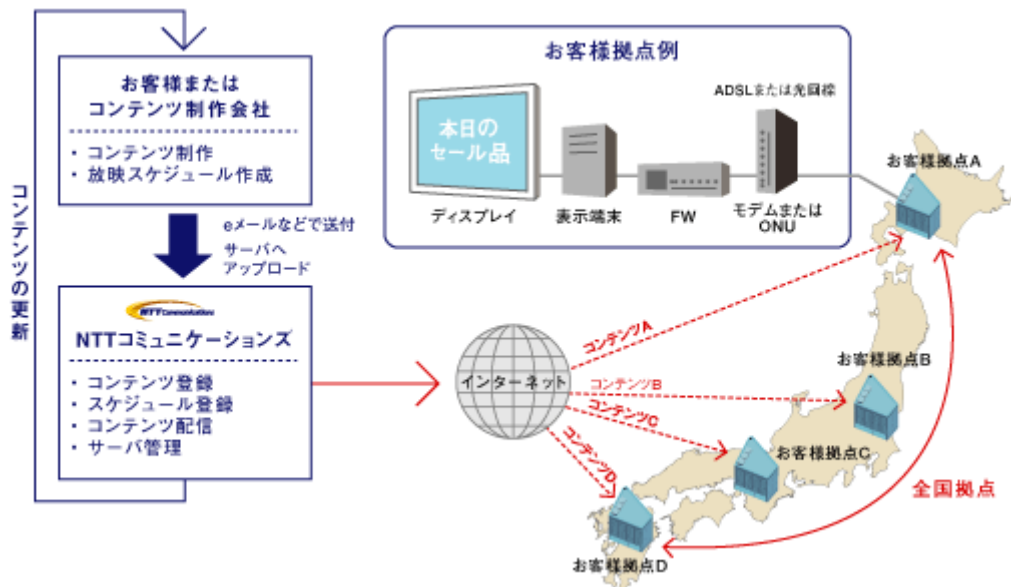 お客様または
コンテンツ制作会社
・コンテンツ制作
・放映スケジュール作成
eメールなどで送付
サーバへ
アップロード
コンテンツの更新
NTT Communications
NTTコミュニケーションズ
・コンテンツ登録
・スケジュール登録
・コンテンツ配信
・サーバ管理
お客様拠点例
本日の
セール品
ディスプレイ
表示端末
FW
ADSLまたは光回線
モデムまたは
ONU
インターネット
コンテンツA
コンテンツB
コンテンツC
コンテンツD
お客様拠点A
お客様拠点B
お客様拠点C
お客様拠点D
全国拠点